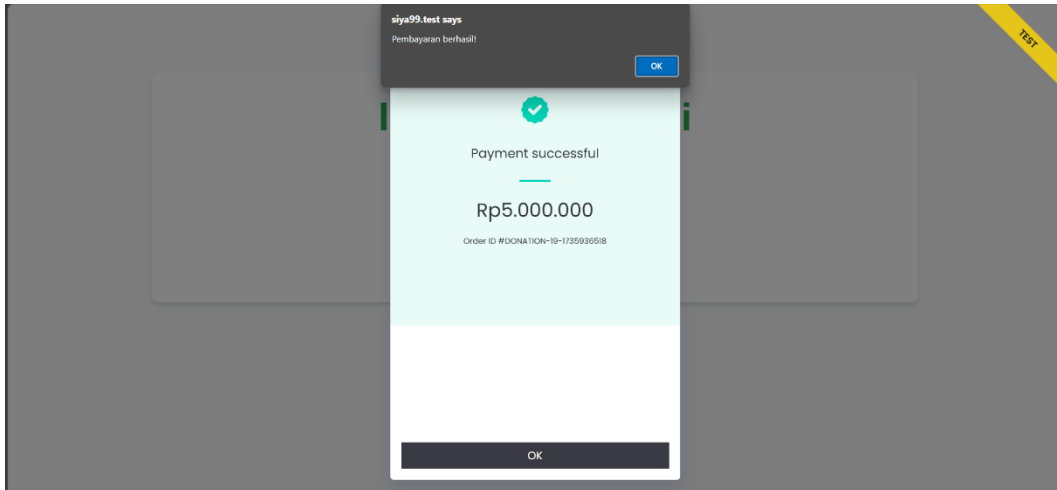 siya99.test says
Pembayaran berhasil!
OK
TEST
Payment successful
Rp5.000.000
Order ID #DONATION-19-1735936518
OK